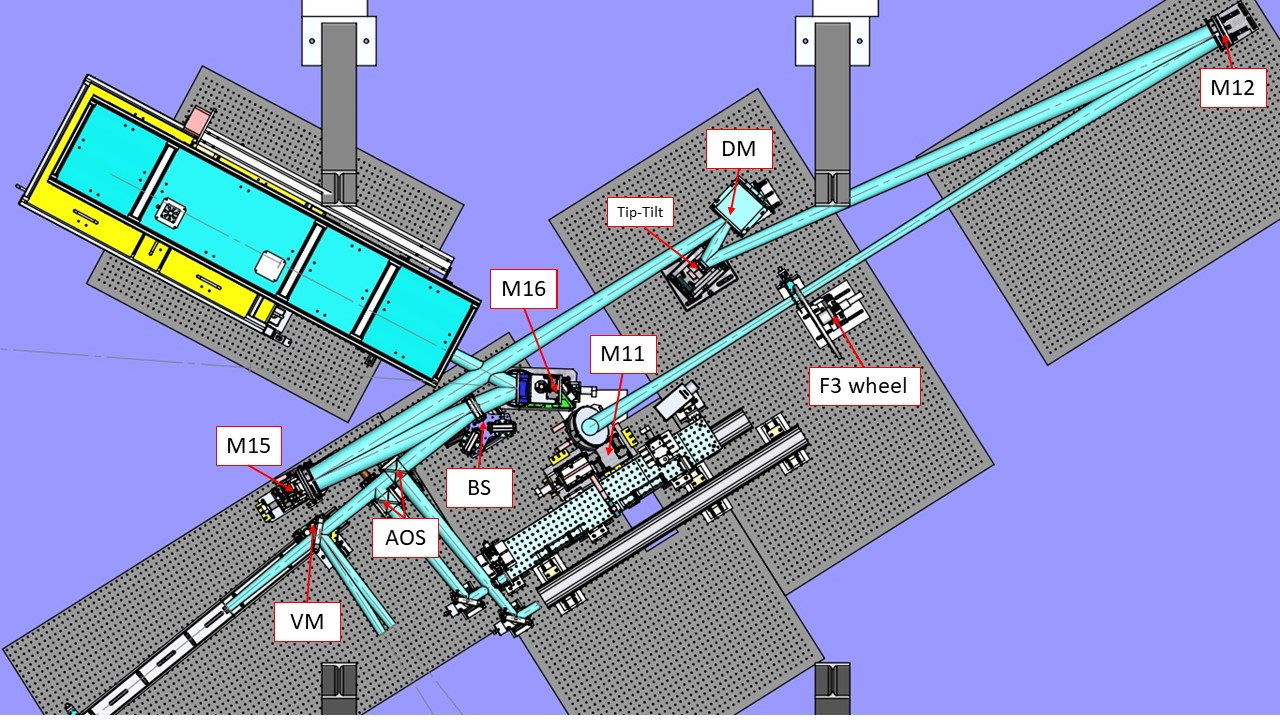 M12
DM
Tip-Tilt
M16
M11
F3 wheel
M15
BS
AOS
VM